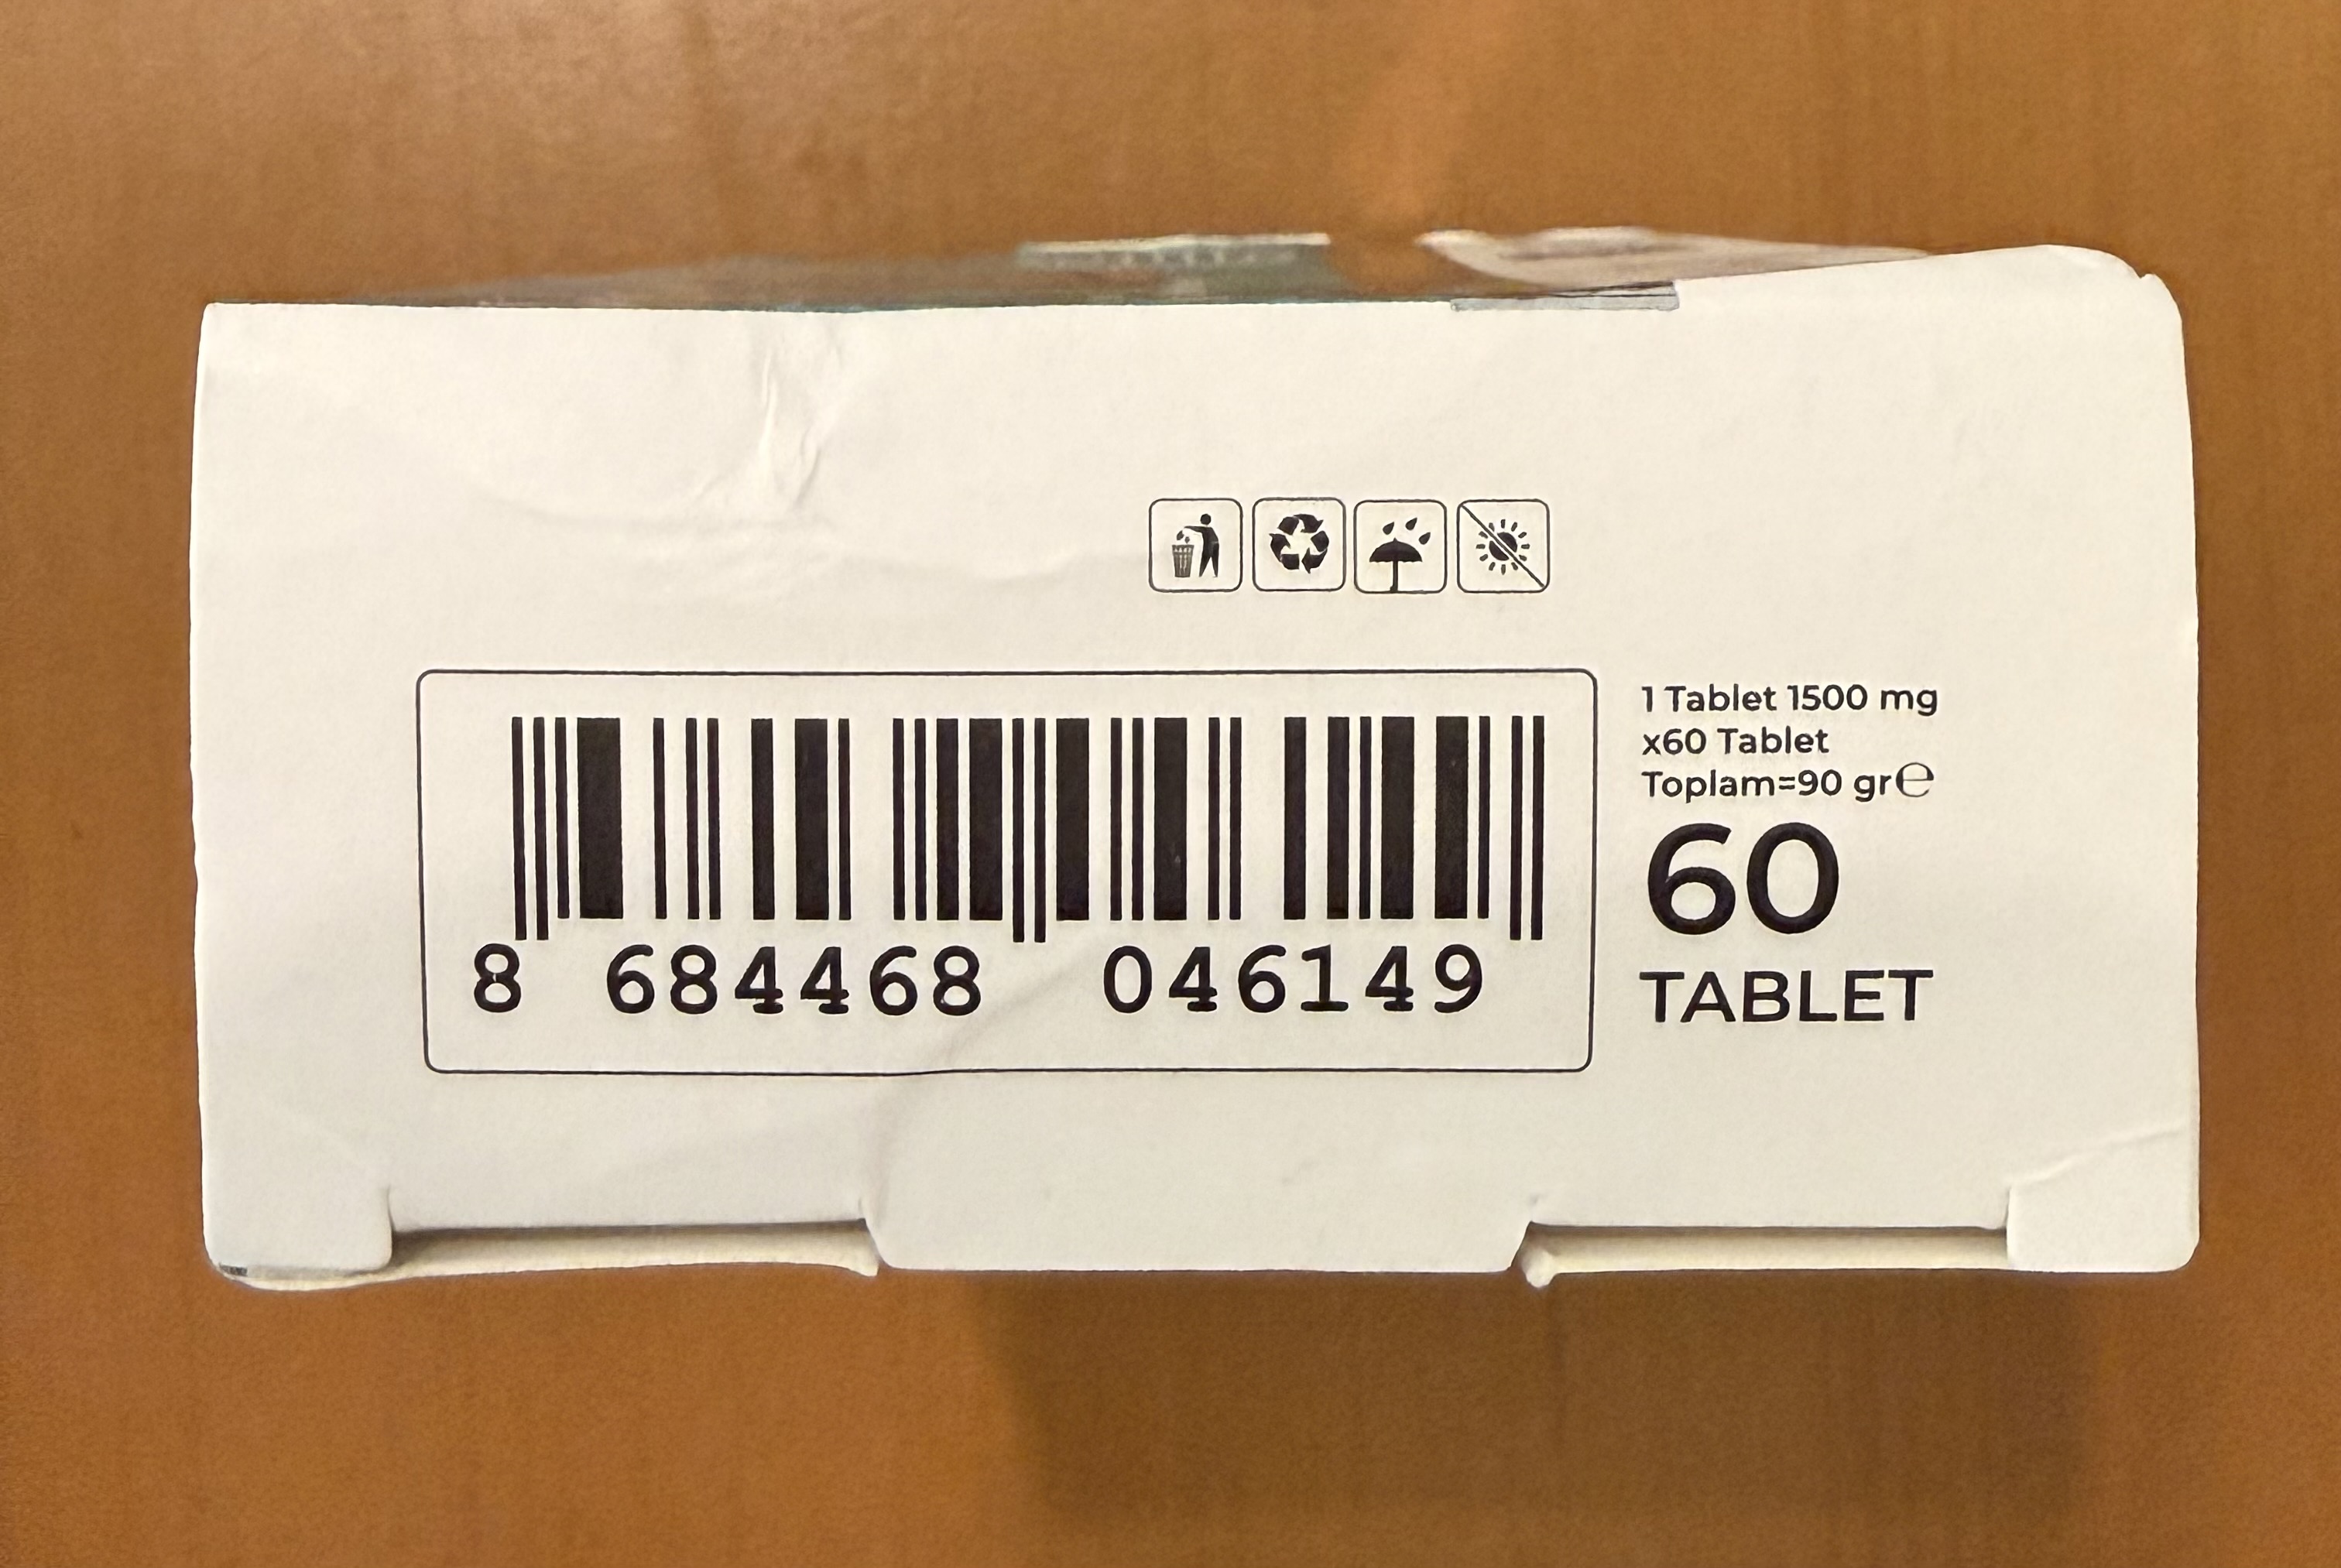 1 Tablet 1500 mg
x60 Tablet
Toplam=90 gr℮
60
TABLET
8 684468 046149